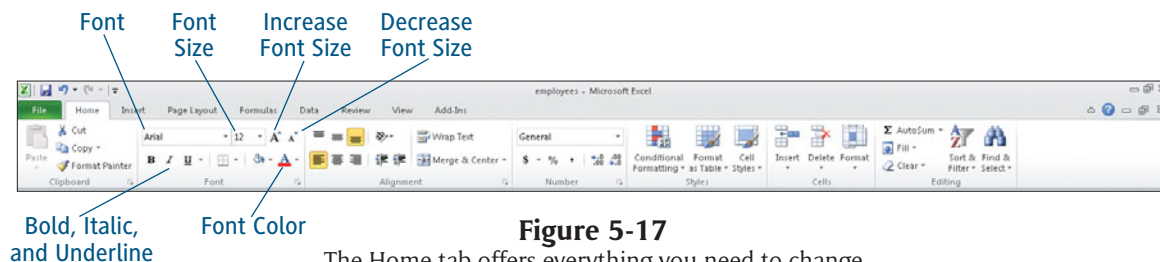 Font
Font
Size
Increase
Font Size
Decrease
Font Size
employees - Microsoft Excel
File Home Insert Page Layout Formulas Data Review View Add-Ins
Cut
Copy
Format Painter
Paste
Clipboard
Arial 12
B I U
Font
Wrap Text
Merge & Center
Alignment
General
$ % ,
Number
Conditional
Formatting
Format
as Table
Cell
Styles
Styles
Insert Delete Format
Cells
Σ AutoSum
Fill
Clear
Sort &
Filter
Find &
Select
Editing
Bold, Italic,
and Underline
Font Color
Figure 5-17
The Home tab offers everything you need to change